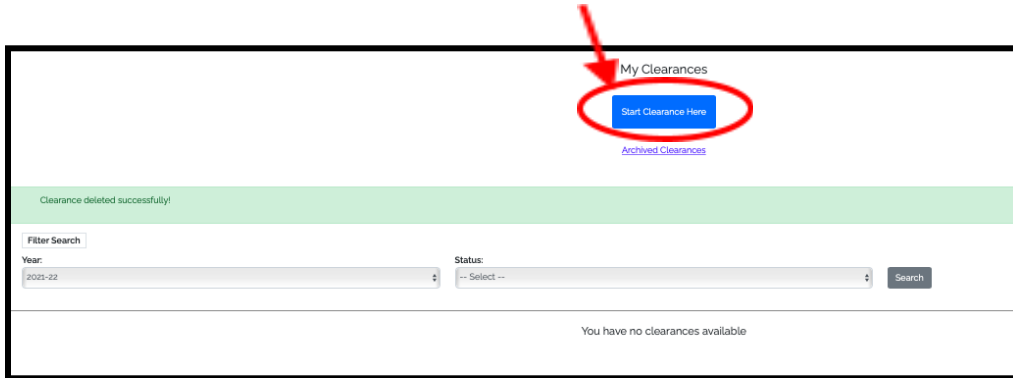 My Clearances
Start Clearance Here
Archived Clearances
Clearance deleted successfully!
Filter Search
Year: Status:
2021-22 -- Select -- Search
You have no clearances available